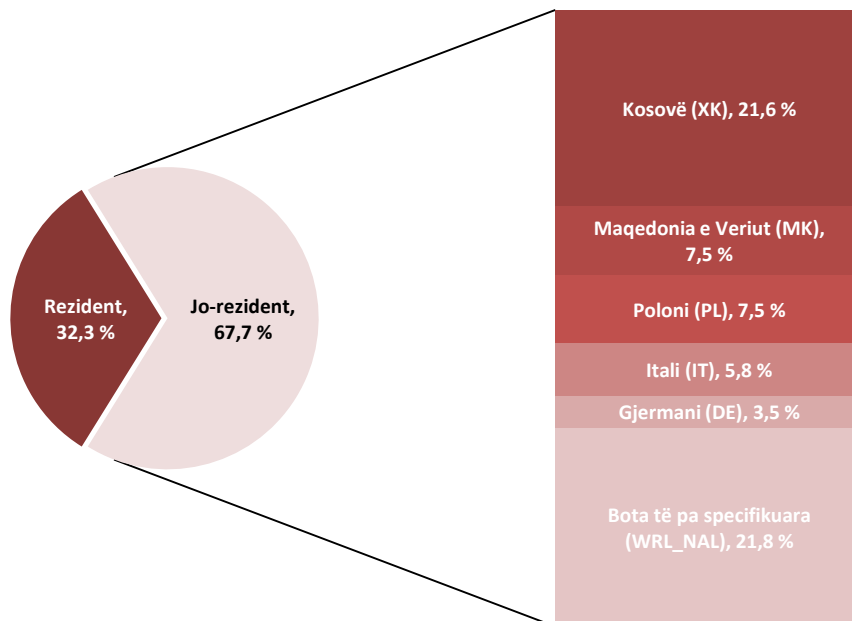 Rezident,
32,3 %
Jo-rezident,
67,7 %
Kosovë (XK), 21,6 %
Maqedonia e Veriut (MK),
7,5 %
Poloni (PL), 7,5 %
Itali (IT), 5,8 %
Gjermani (DE), 3,5 %
Bota të pa specifikuara
(WRL_NAL), 21,8 %